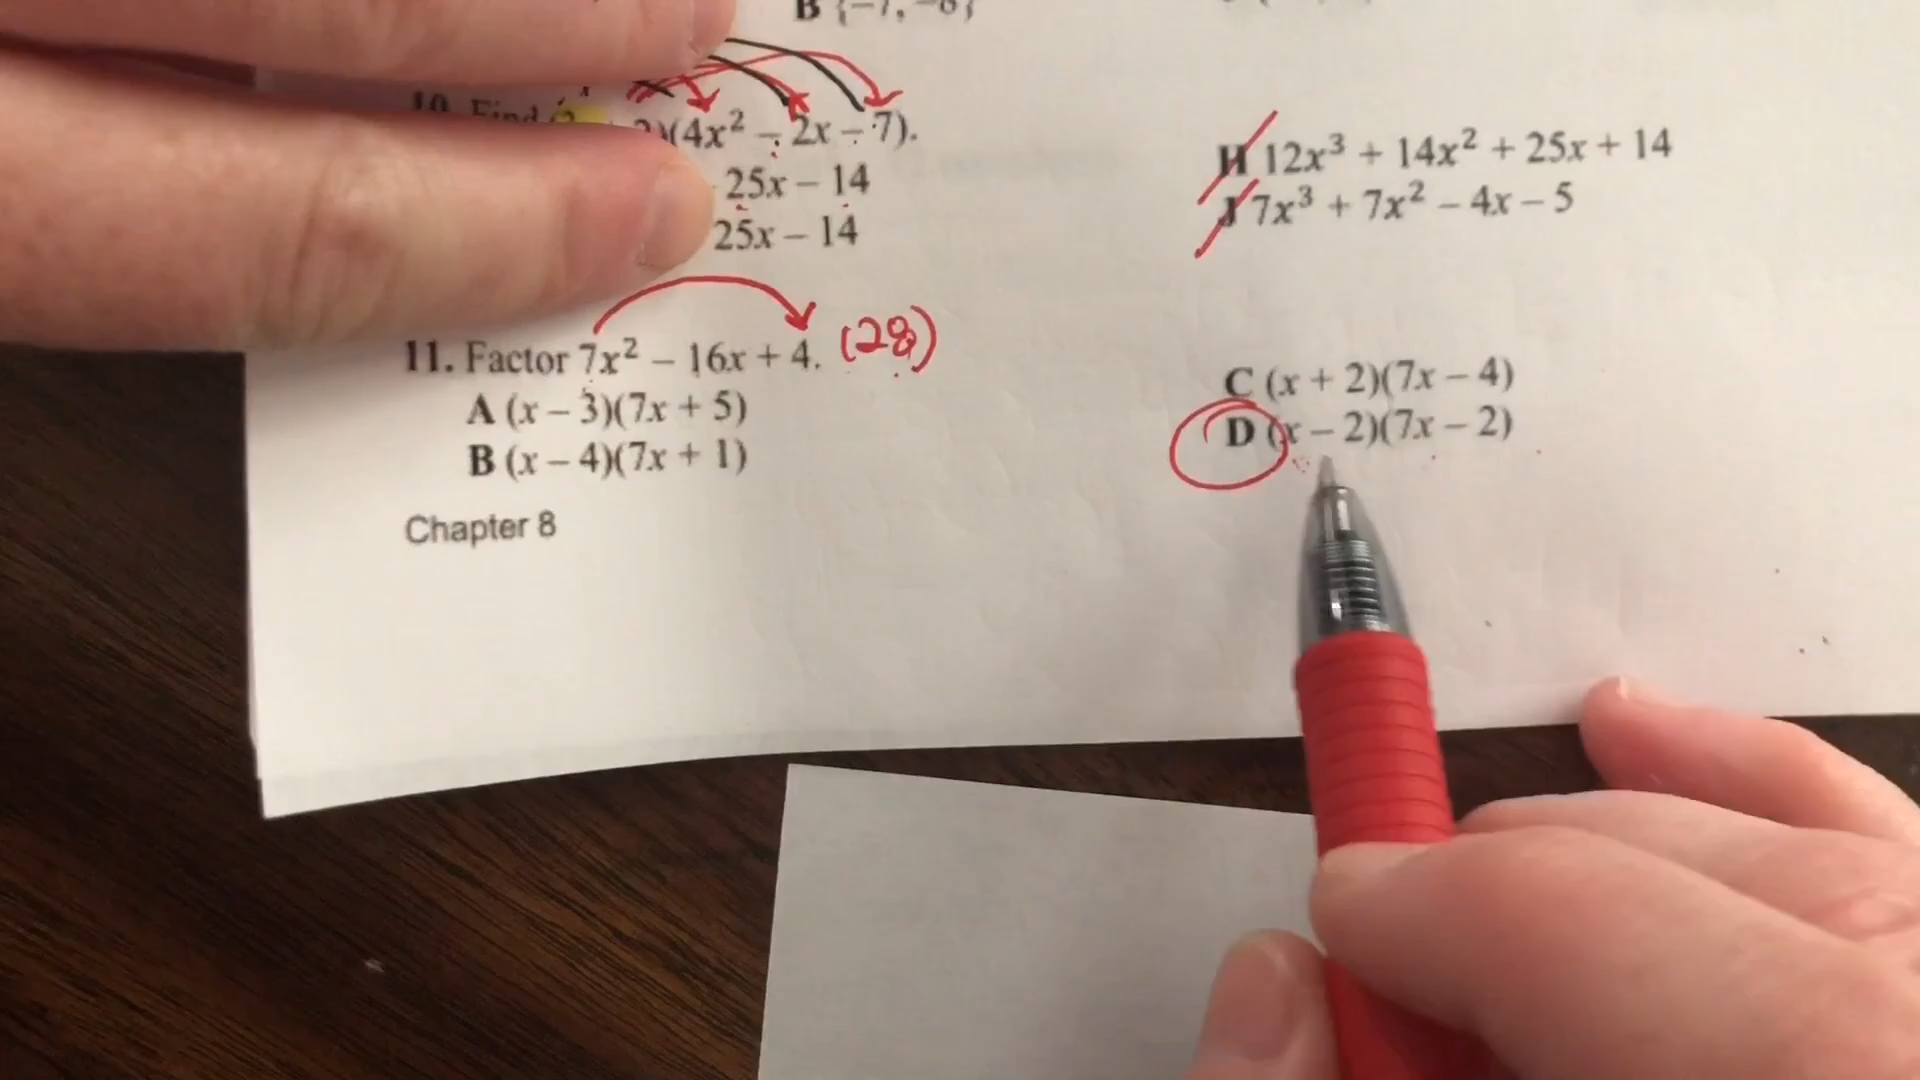 B {−7, −8}
10. Find (4x² − 2x − 7).
25x − 14
25x − 14
H 12x³ + 14x² + 25x + 14
J 7x³ + 7x² − 4x − 5
11. Factor 7x² − 16x + 4. (28)
A (x − 3)(7x + 5)
B (x − 4)(7x + 1)
C (x + 2)(7x − 4)
D (x − 2)(7x − 2)
Chapter 8